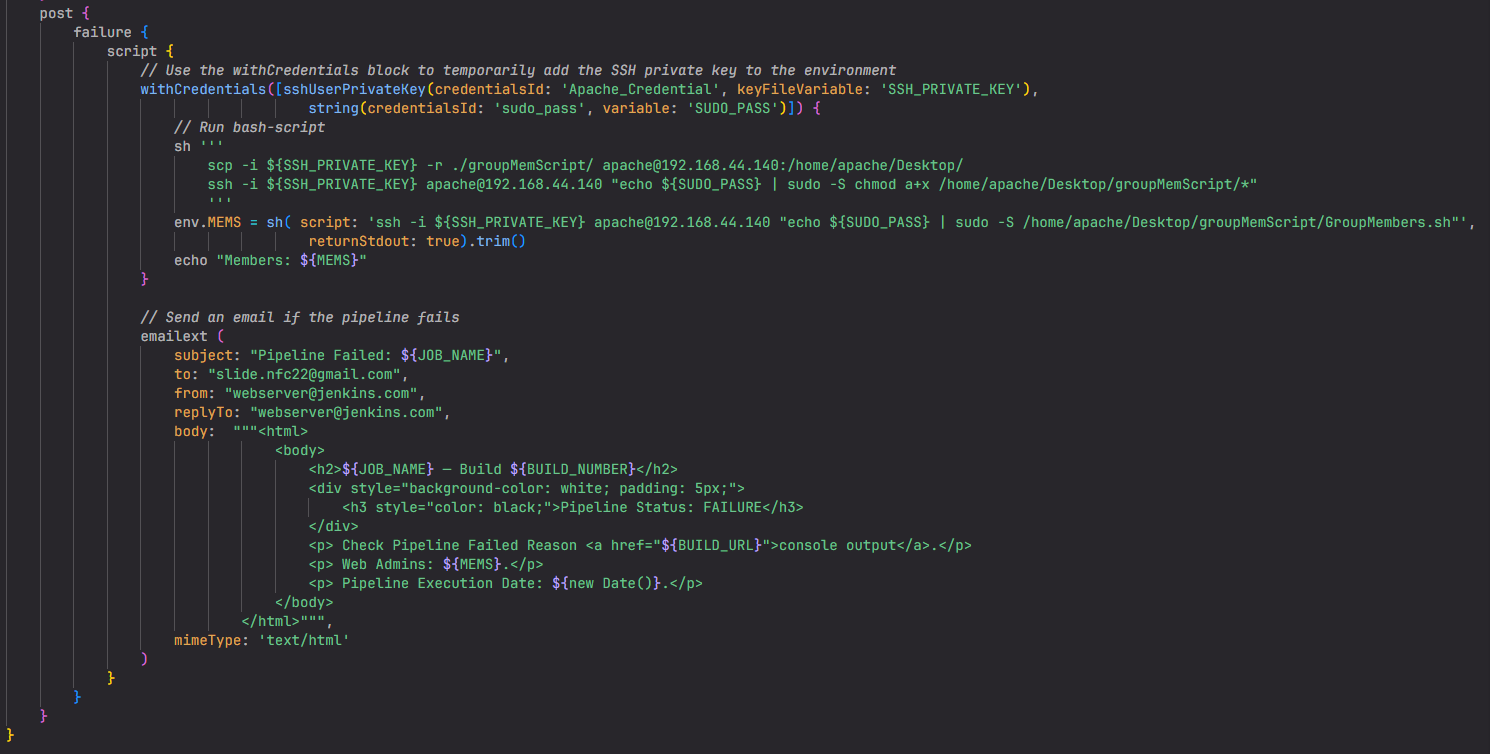 post {
failure {
script {
// Use the withCredentials block to temporarily add the SSH private key to the environment
withCredentials([sshUserPrivateKey(credentialsId: 'Apache_Credential', keyFileVariable: 'SSH_PRIVATE_KEY'),
string(credentialsId: 'sudo_pass', variable: 'SUDO_PASS')]) {
// Run bash-script
sh '''
scp -i ${SSH_PRIVATE_KEY} -r ./groupMemScript/ apache@192.168.44.140:/home/apache/Desktop/
ssh -i ${SSH_PRIVATE_KEY} apache@192.168.44.140 "echo ${SUDO_PASS} | sudo -S chmod a+x /home/apache/Desktop/groupMemScript/*"
'''
env.MEMS = sh( script: 'ssh -i ${SSH_PRIVATE_KEY} apache@192.168.44.140 "echo ${SUDO_PASS} | sudo -S /home/apache/Desktop/groupMemScript/GroupMembers.sh"',
returnStdout: true).trim()
echo "Members: ${MEMS}"
}
// Send an email if the pipeline fails
emailext (
subject: "Pipeline Failed: ${JOB_NAME}",
to: "slide.nfc22@gmail.com",
from: "webserver@jenkins.com",
replyTo: "webserver@jenkins.com",
body:  """<html>
<body>
<h2>${JOB_NAME} — Build ${BUILD_NUMBER}</h2>
<div style="background-color: white; padding: 5px;">
<h3 style="color: black;">Pipeline Status: FAILURE</h3>
</div>
<p> Check Pipeline Failed Reason <a href="${BUILD_URL}">console output</a>.</p>
<p> Web Admins: ${MEMS}.</p>
<p> Pipeline Execution Date: ${new Date()}.</p>
</body>
</html>""",
mimeType: 'text/html'
)
}
}
}
}